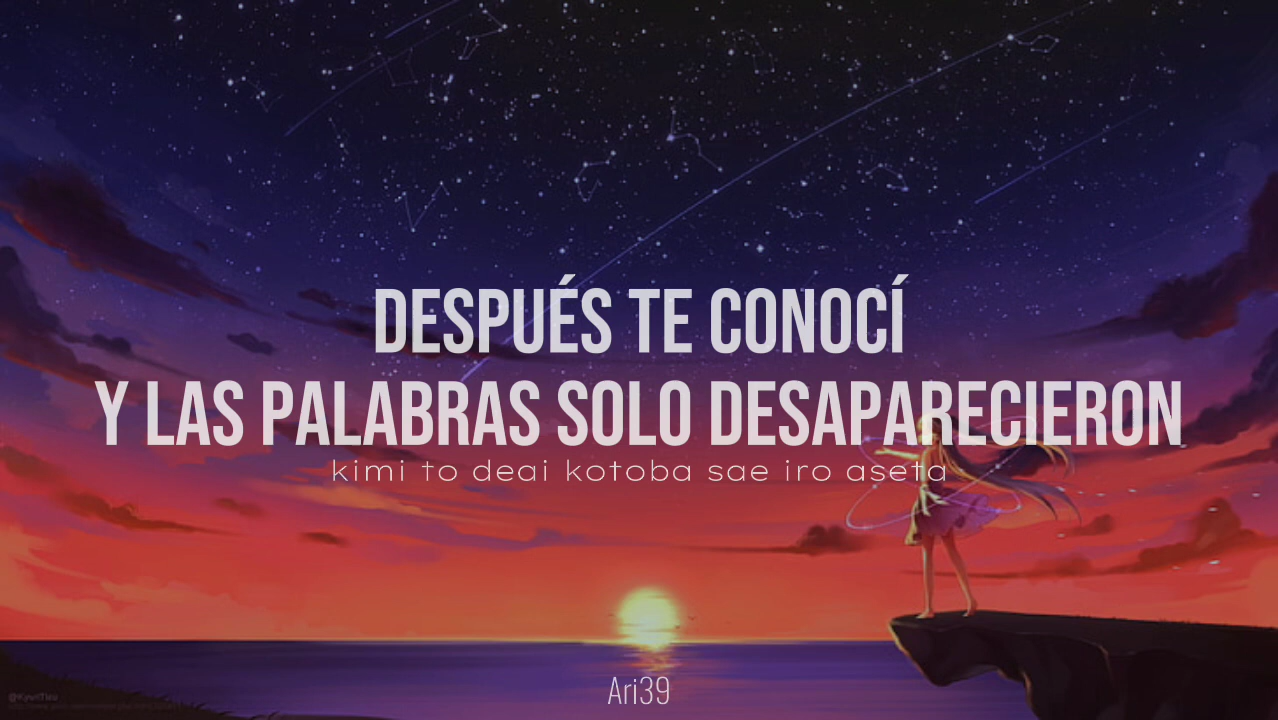 DESPUÉS TE CONOCÍ
Y LAS PALABRAS SOLO DESAPARECIERON
kimi to deai kotoba sae iro aseta
Ari39